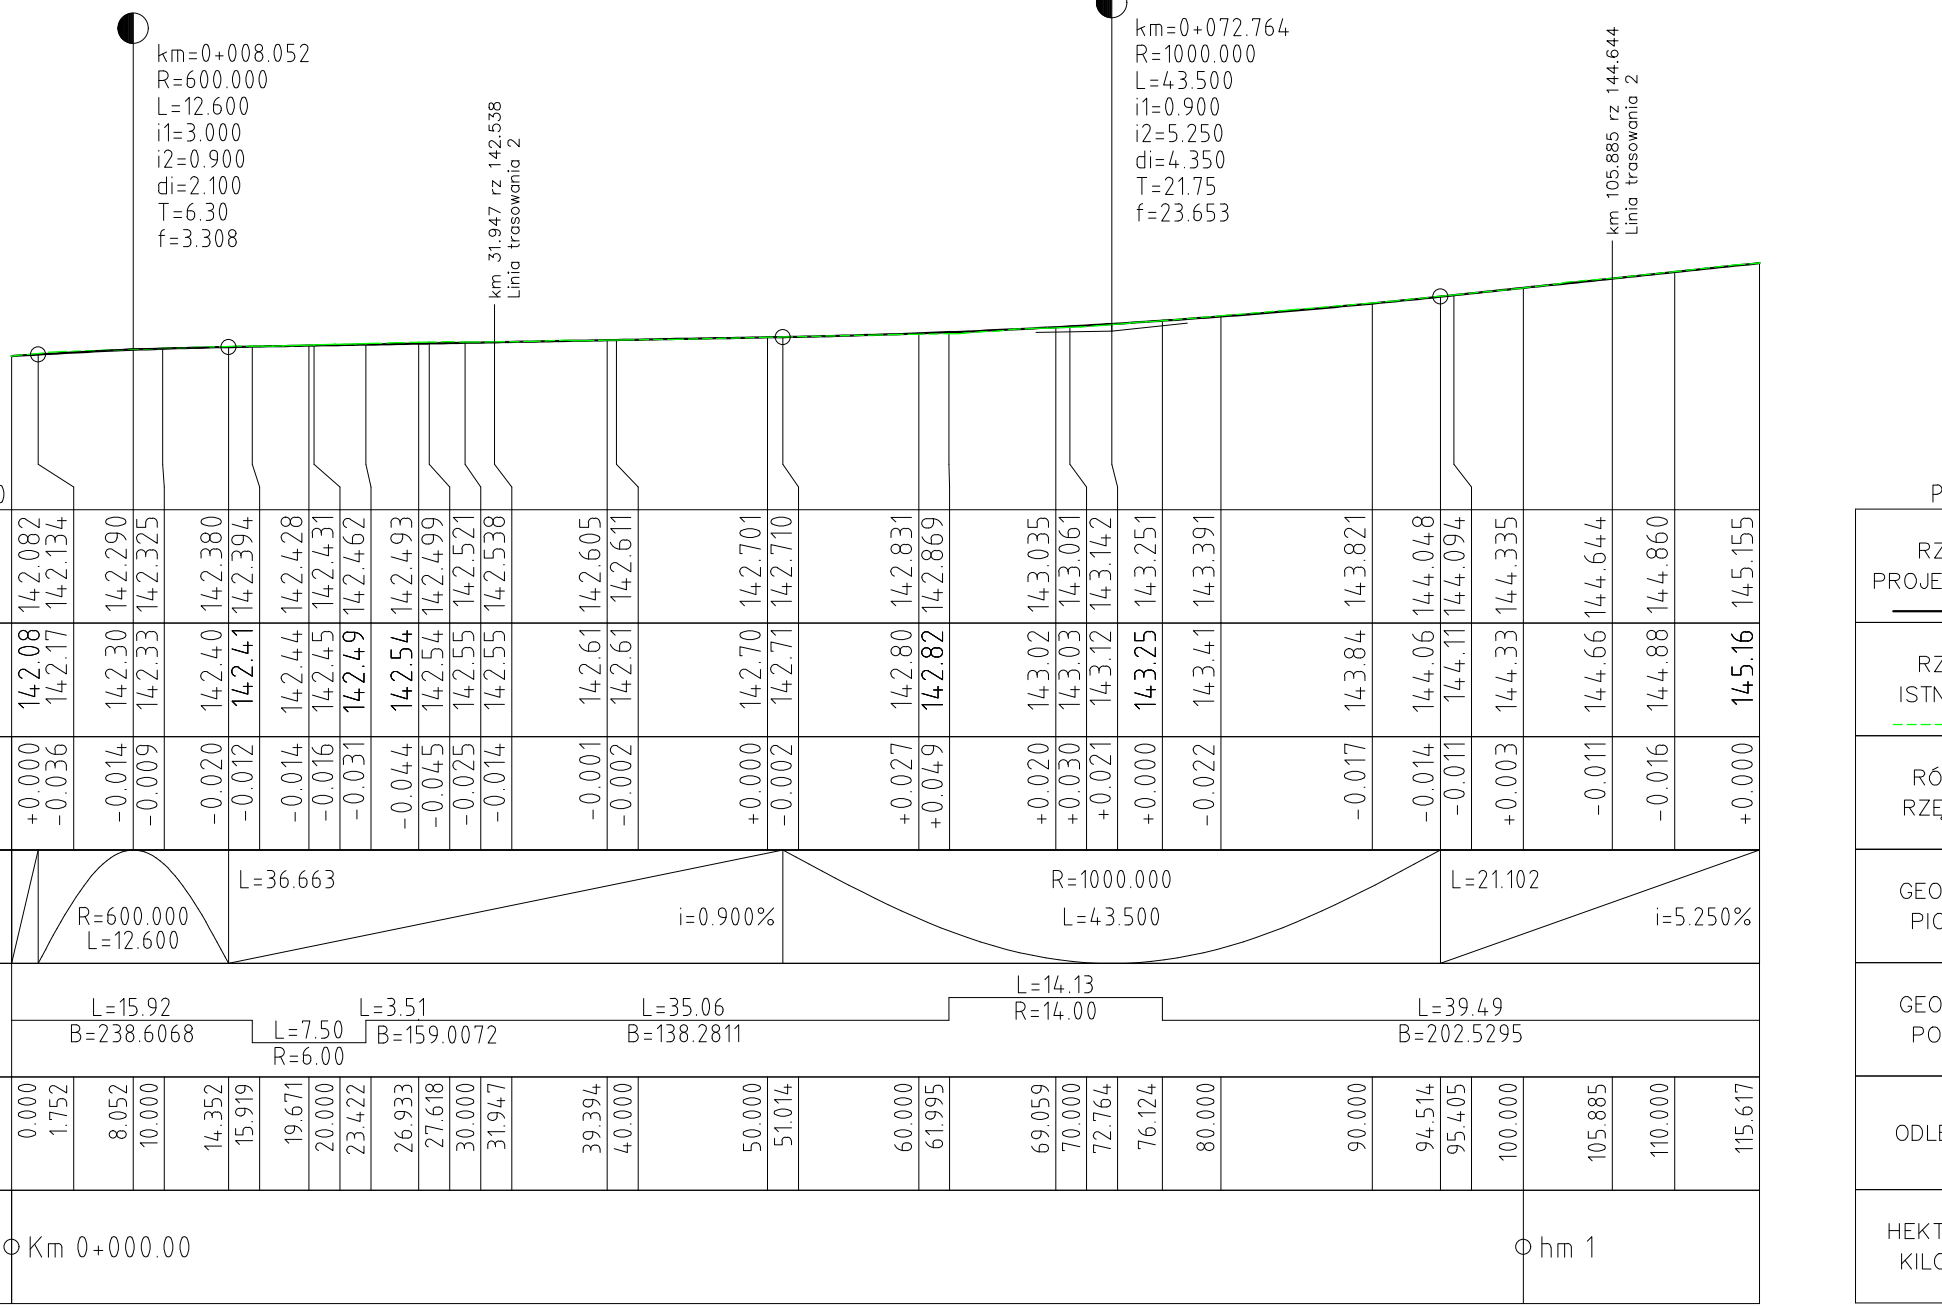 km=0+008.052
R=600.000
L=12.600
i1=3.000
i2=0.900
di=2.100
T=6.30
f=3.308
km 31.947 rz 142.538
Linia trasowania 2
km=0+072.764
R=1000.000
L=43.500
i1=0.900
i2=5.250
di=4.350
T=21.75
f=23.653
km 105.885 rz 144.644
Linia trasowania 2
142.082 142.134 142.290 142.325 142.380 142.394 142.428 142.431 142.462 142.493 142.499 142.521 142.538 142.605 142.611 142.701 142.710 142.831 142.869 143.035 143.061 143.142 143.251 143.391 143.821 144.048 144.094 144.335 144.644 144.860 145.155
142.08 142.17 142.30 142.33 142.40 142.41 142.44 142.45 142.49 142.54 142.54 142.55 142.55 142.61 142.61 142.70 142.71 142.80 142.82 143.02 143.03 143.12 143.25 143.41 143.84 144.06 144.11 144.33 144.66 144.88 145.16
+0.000 -0.036 -0.014 -0.009 -0.020 -0.012 -0.014 -0.016 -0.031 -0.044 -0.045 -0.025 -0.014 -0.001 -0.002 +0.000 -0.002 +0.027 +0.049 +0.020 +0.030 +0.021 +0.000 -0.022 -0.017 -0.014 -0.011 +0.003 -0.011 -0.016 +0.000
R=600.000
L=12.600
L=36.663
i=0.900%
R=1000.000
L=43.500
L=21.102
i=5.250%
L=15.92
B=238.6068
L=7.50
R=6.00
L=3.51
B=159.0072
L=35.06
B=138.2811
L=14.13
R=14.00
L=39.49
B=202.5295
0.000 1.752 8.052 10.000 14.352 15.919 19.671 20.000 23.422 26.933 27.618 30.000 31.947 39.394 40.000 50.000 51.014 60.000 61.995 69.059 70.000 72.764 76.124 80.000 90.000 94.514 95.405 100.000 105.885 110.000 115.617
Km 0+000.00
hm 1
P
RZ
PROJE
RZ
ISTN
RÓ
RZĘ
GEO
PIO
GEO
PO
ODLE
HEKT
KILO